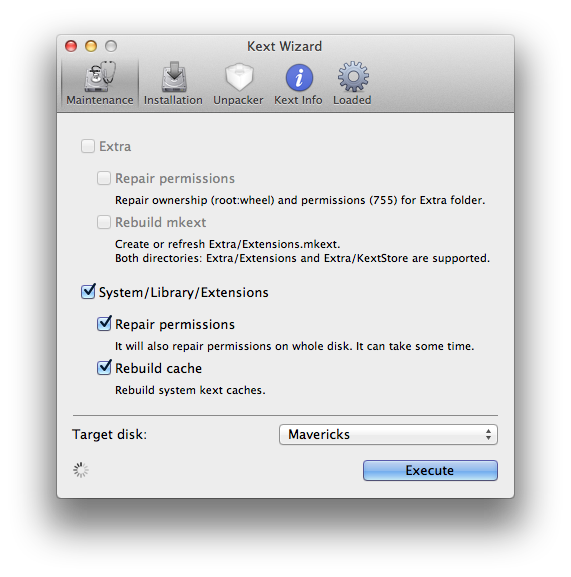 Kext Wizard
Maintenance Installation Unpacker Kext Info Loaded
Extra
Repair permissions
Repair ownership (root:wheel) and permissions (755) for Extra folder.
Rebuild mkext
Create or refresh Extra/Extensions.mkext.
Both directories: Extra/Extensions and Extra/KextStore are supported.
System/Library/Extensions
Repair permissions
It will also repair permissions on whole disk. It can take some time.
Rebuild cache
Rebuild system kext caches.
Target disk: Mavericks
Execute